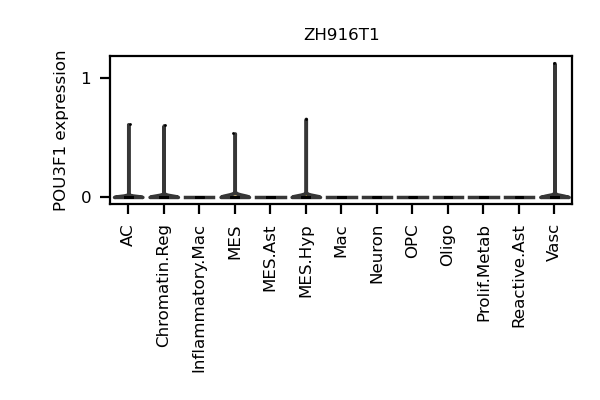 ZH916T1
POU3F1 expression
1
0
AC
Chromatin.Reg
Inflammatory.Mac
MES
MES.Ast
MES.Hyp
Mac
Neuron
OPC
Oligo
Prolif.Metab
Reactive.Ast
Vasc